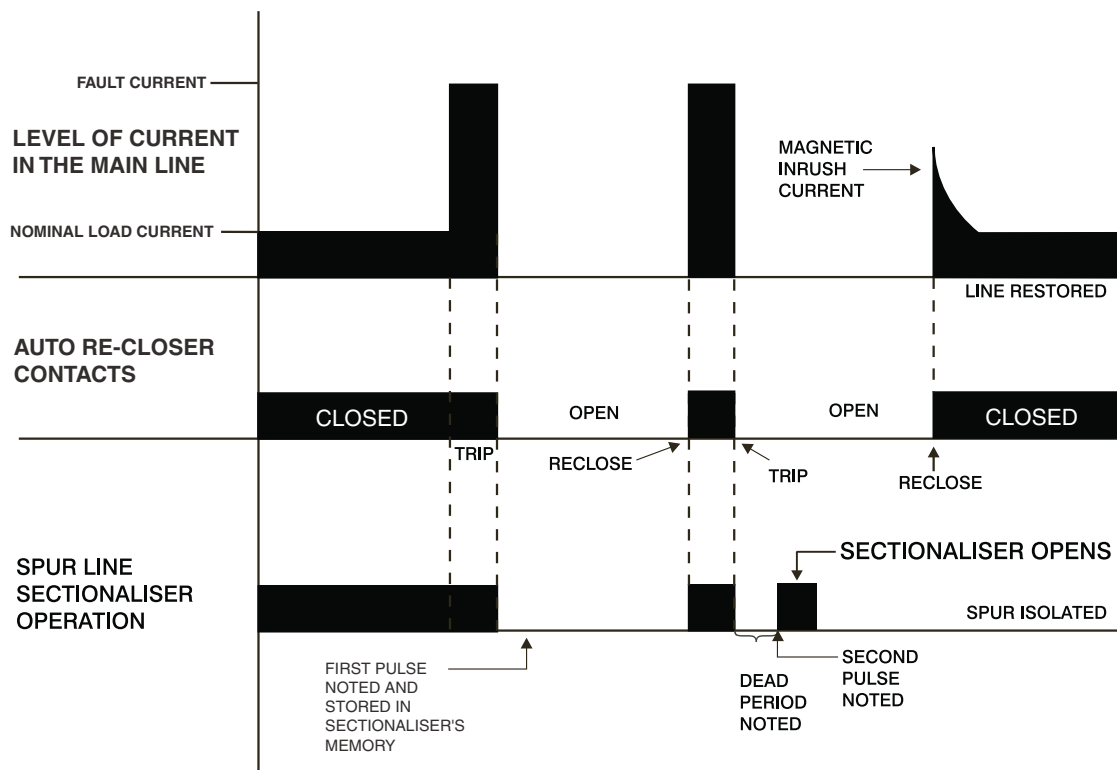 FAULT CURRENT
LEVEL OF CURRENT
IN THE MAIN LINE
MAGNETIC
INRUSH
CURRENT
NOMINAL LOAD CURRENT
LINE RESTORED
AUTO RE-CLOSER
CONTACTS
CLOSED
OPEN
OPEN
CLOSED
TRIP
RECLOSE
TRIP
RECLOSE
SPUR LINE
SECTIONALISER
OPERATION
SECTIONALISER OPENS
SPUR ISOLATED
FIRST PULSE
NOTED AND
STORED IN
SECTIONALISER'S
MEMORY
DEAD
PERIOD
NOTED
SECOND
PULSE
NOTED